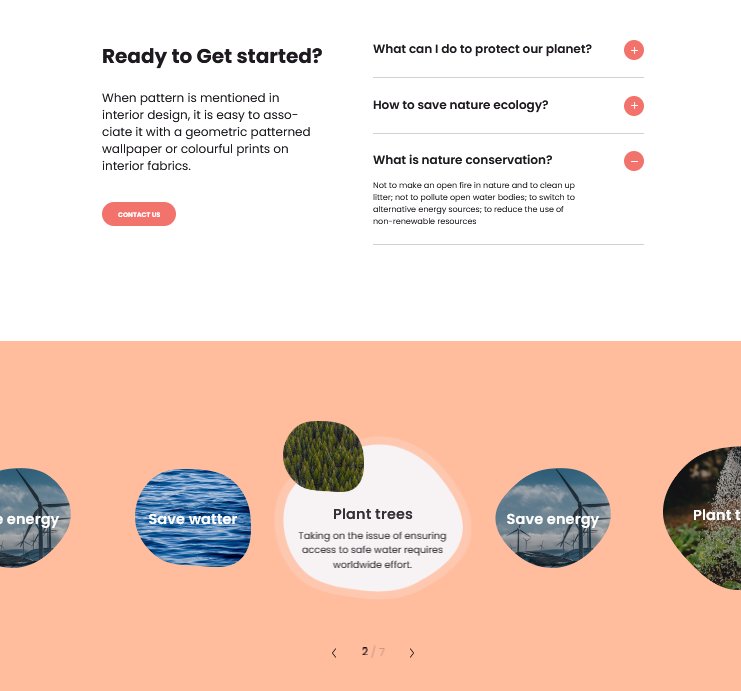 Ready to Get started?
When pattern is mentioned in
interior design, it is easy to asso-
ciate it with a geometric patterned
wallpaper or colourful prints on
interior fabrics.
CONTACT US
What can I do to protect our planet?
How to save nature ecology?
What is nature conservation?
Not to make an open fire in nature and to clean up
litter; not to pollute open water bodies; to switch to
alternative energy sources; to reduce the use of
non-renewable resources
e energy
Save watter
Plant trees
Taking on the issue of ensuring
access to safe water requires
worldwide effort.
Save energy
Plant t
2 / 7